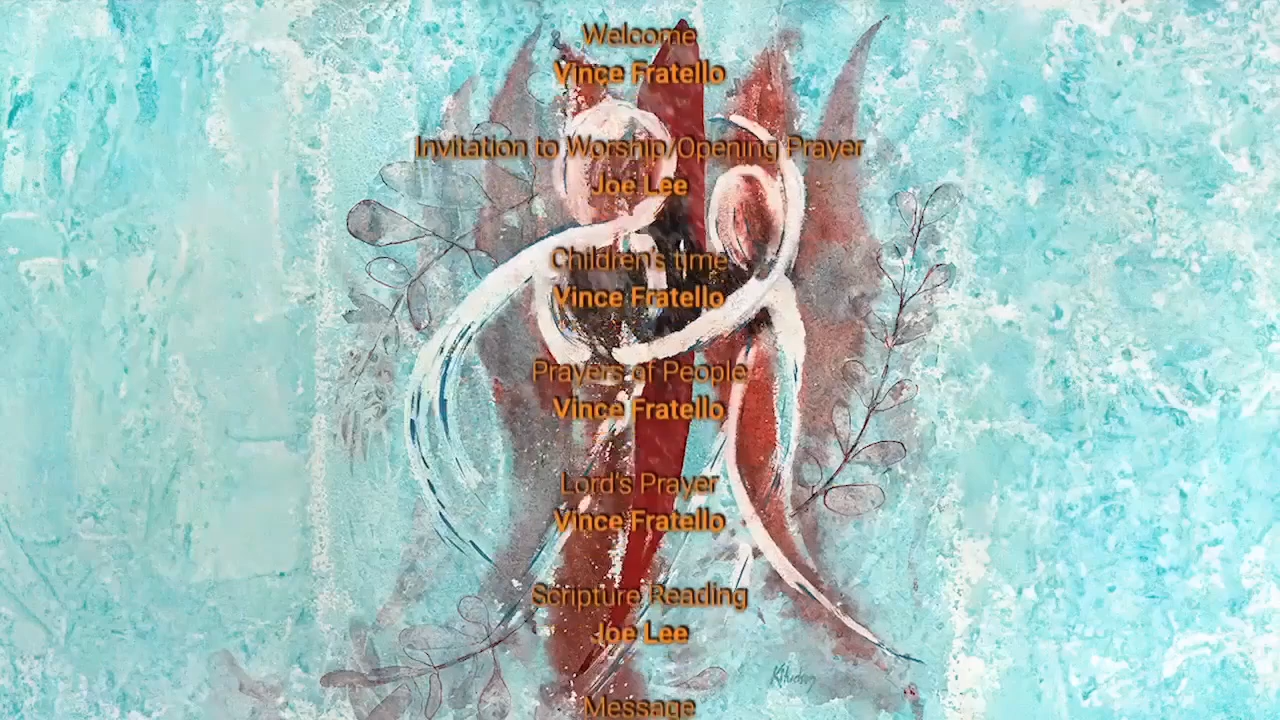 Welcome
Vince Fratello
Invitation to Worship/Opening Prayer
Joe Lee
Children's time
Vince Fratello
Prayers of People
Vince Fratello
Lord's Prayer
Vince Fratello
Scripture Reading
Joe Lee
Message